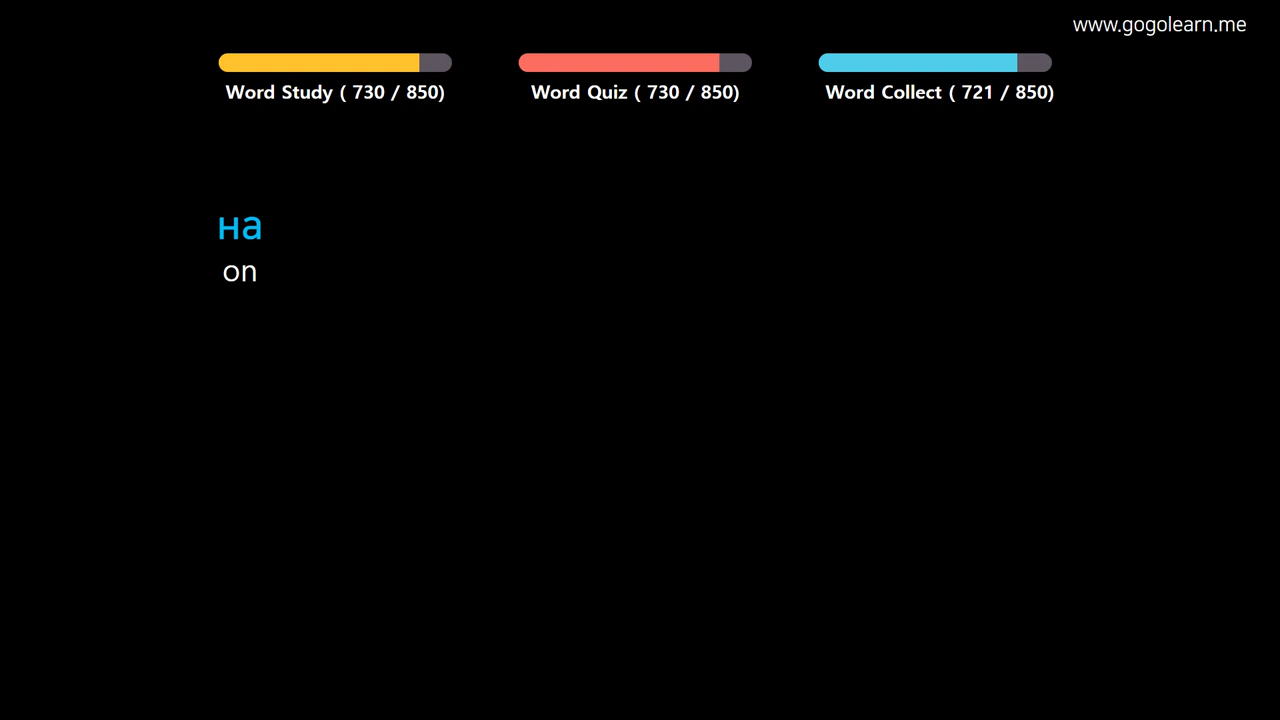 www.gogolearn.me
Word Study ( 730 / 850)
Word Quiz ( 730 / 850)
Word Collect ( 721 / 850)
на
on